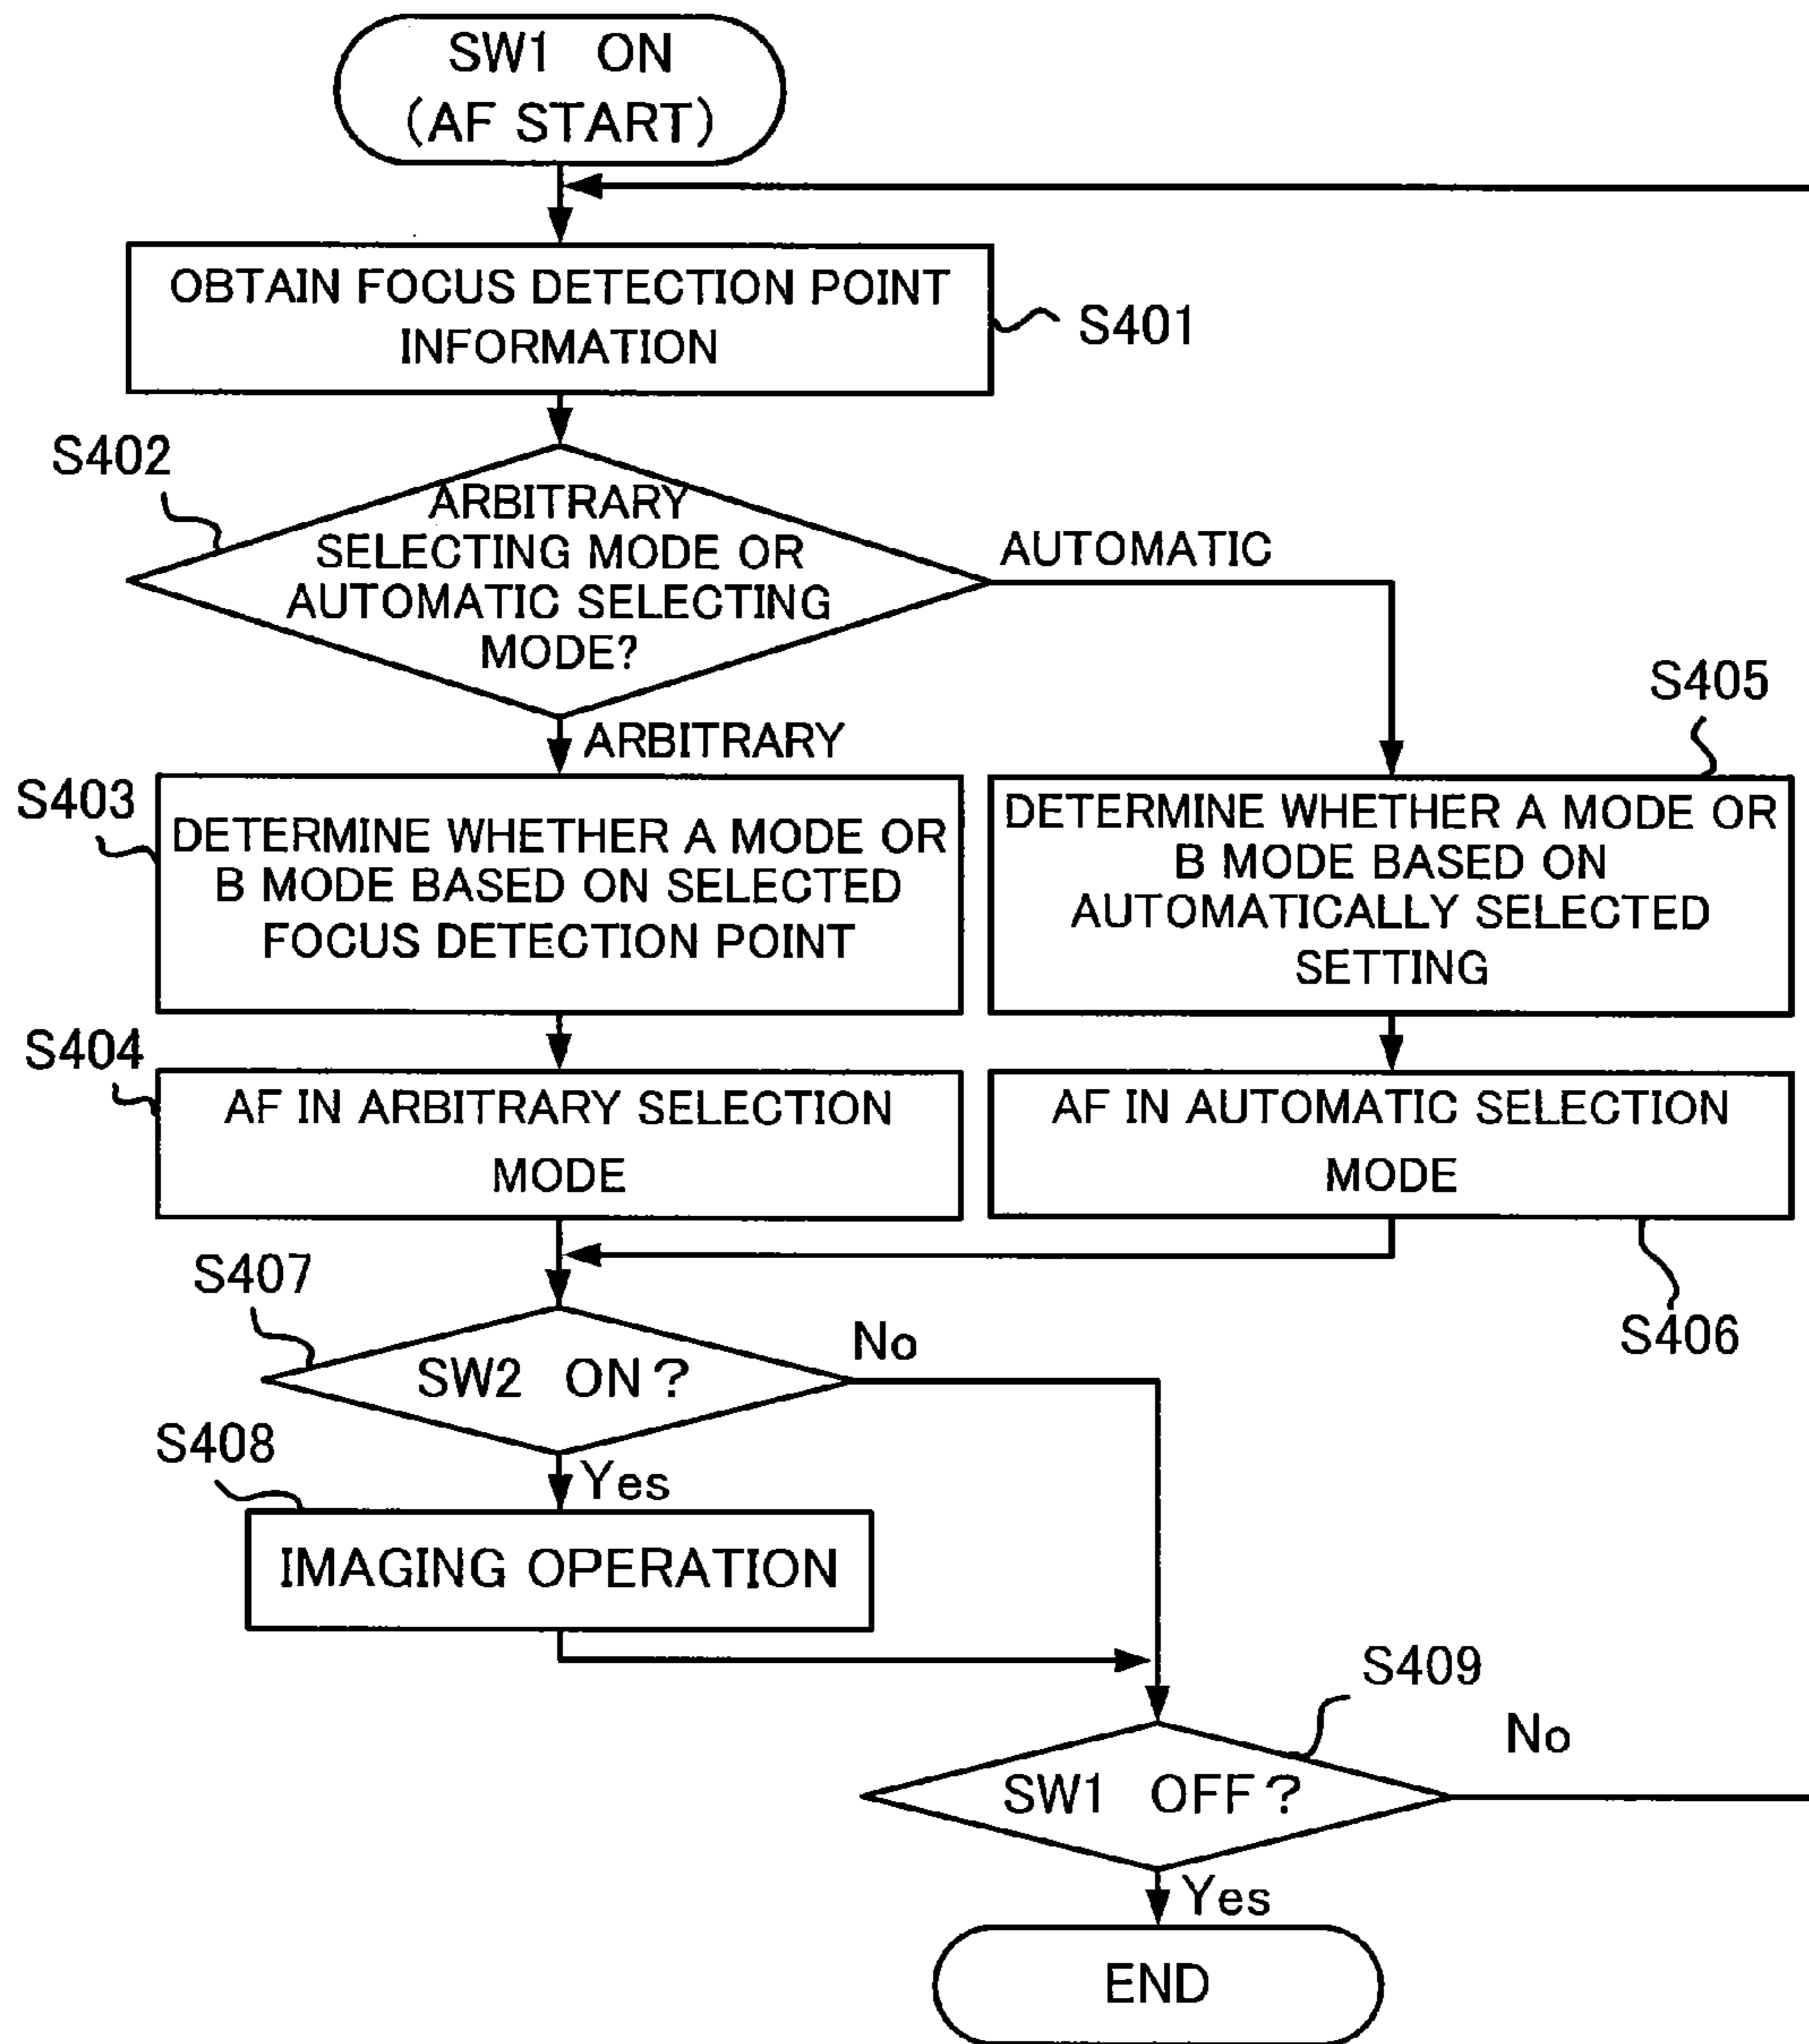 SW1 ON
(AF START)
OBTAIN FOCUS DETECTION POINT
INFORMATION
S401
S402
ARBITRARY
SELECTING MODE OR
AUTOMATIC SELECTING
MODE?
AUTOMATIC
ARBITRARY
S403
DETERMINE WHETHER A MODE OR
B MODE BASED ON SELECTED
FOCUS DETECTION POINT
S405
DETERMINE WHETHER A MODE OR
B MODE BASED ON
AUTOMATICALLY SELECTED
SETTING
S404
AF IN ARBITRARY SELECTION
MODE
AF IN AUTOMATIC SELECTION
MODE
S406
S407
SW2 ON?
No
Yes
S408
IMAGING OPERATION
S409
SW1 OFF?
No
Yes
END